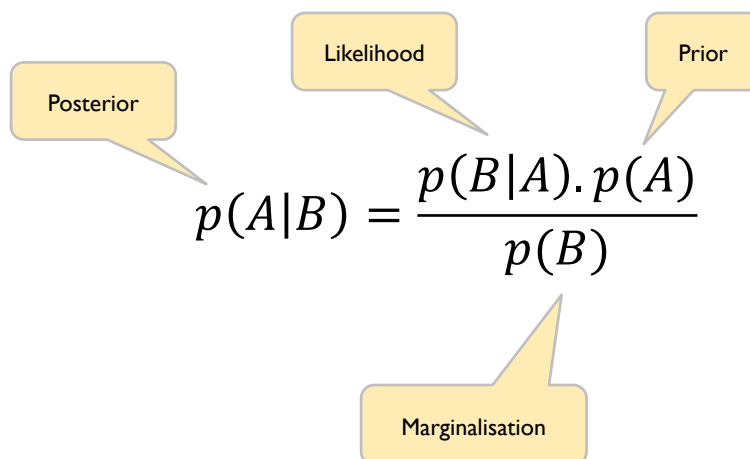 Likelihood
Prior
Posterior
p(A|B) = p(B|A). p(A)
p(B)
Marginalisation